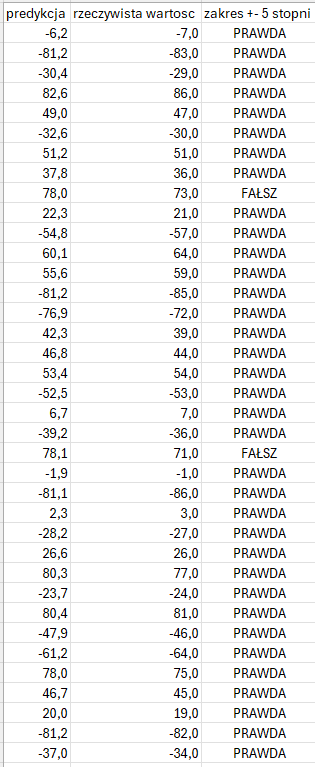 predykcja rzeczywista wartosc zakres +- 5 stopni
-6,2 -7,0 PRAWDA
-81,2 -83,0 PRAWDA
-30,4 -29,0 PRAWDA
82,6 86,0 PRAWDA
49,0 47,0 PRAWDA
-32,6 -30,0 PRAWDA
51,2 51,0 PRAWDA
37,8 36,0 PRAWDA
78,0 73,0 FAŁSZ
22,3 21,0 PRAWDA
-54,8 -57,0 PRAWDA
60,1 64,0 PRAWDA
55,6 59,0 PRAWDA
-81,2 -85,0 PRAWDA
-76,9 -72,0 PRAWDA
42,3 39,0 PRAWDA
46,8 44,0 PRAWDA
53,4 54,0 PRAWDA
-52,5 -53,0 PRAWDA
6,7 7,0 PRAWDA
-39,2 -36,0 PRAWDA
78,1 71,0 FAŁSZ
-1,9 -1,0 PRAWDA
-81,1 -86,0 PRAWDA
2,3 3,0 PRAWDA
-28,2 -27,0 PRAWDA
26,6 26,0 PRAWDA
80,3 77,0 PRAWDA
-23,7 -24,0 PRAWDA
80,4 81,0 PRAWDA
-47,9 -46,0 PRAWDA
-61,2 -64,0 PRAWDA
78,0 75,0 PRAWDA
46,7 45,0 PRAWDA
20,0 19,0 PRAWDA
-81,2 -82,0 PRAWDA
-37,0 -34,0 PRAWDA